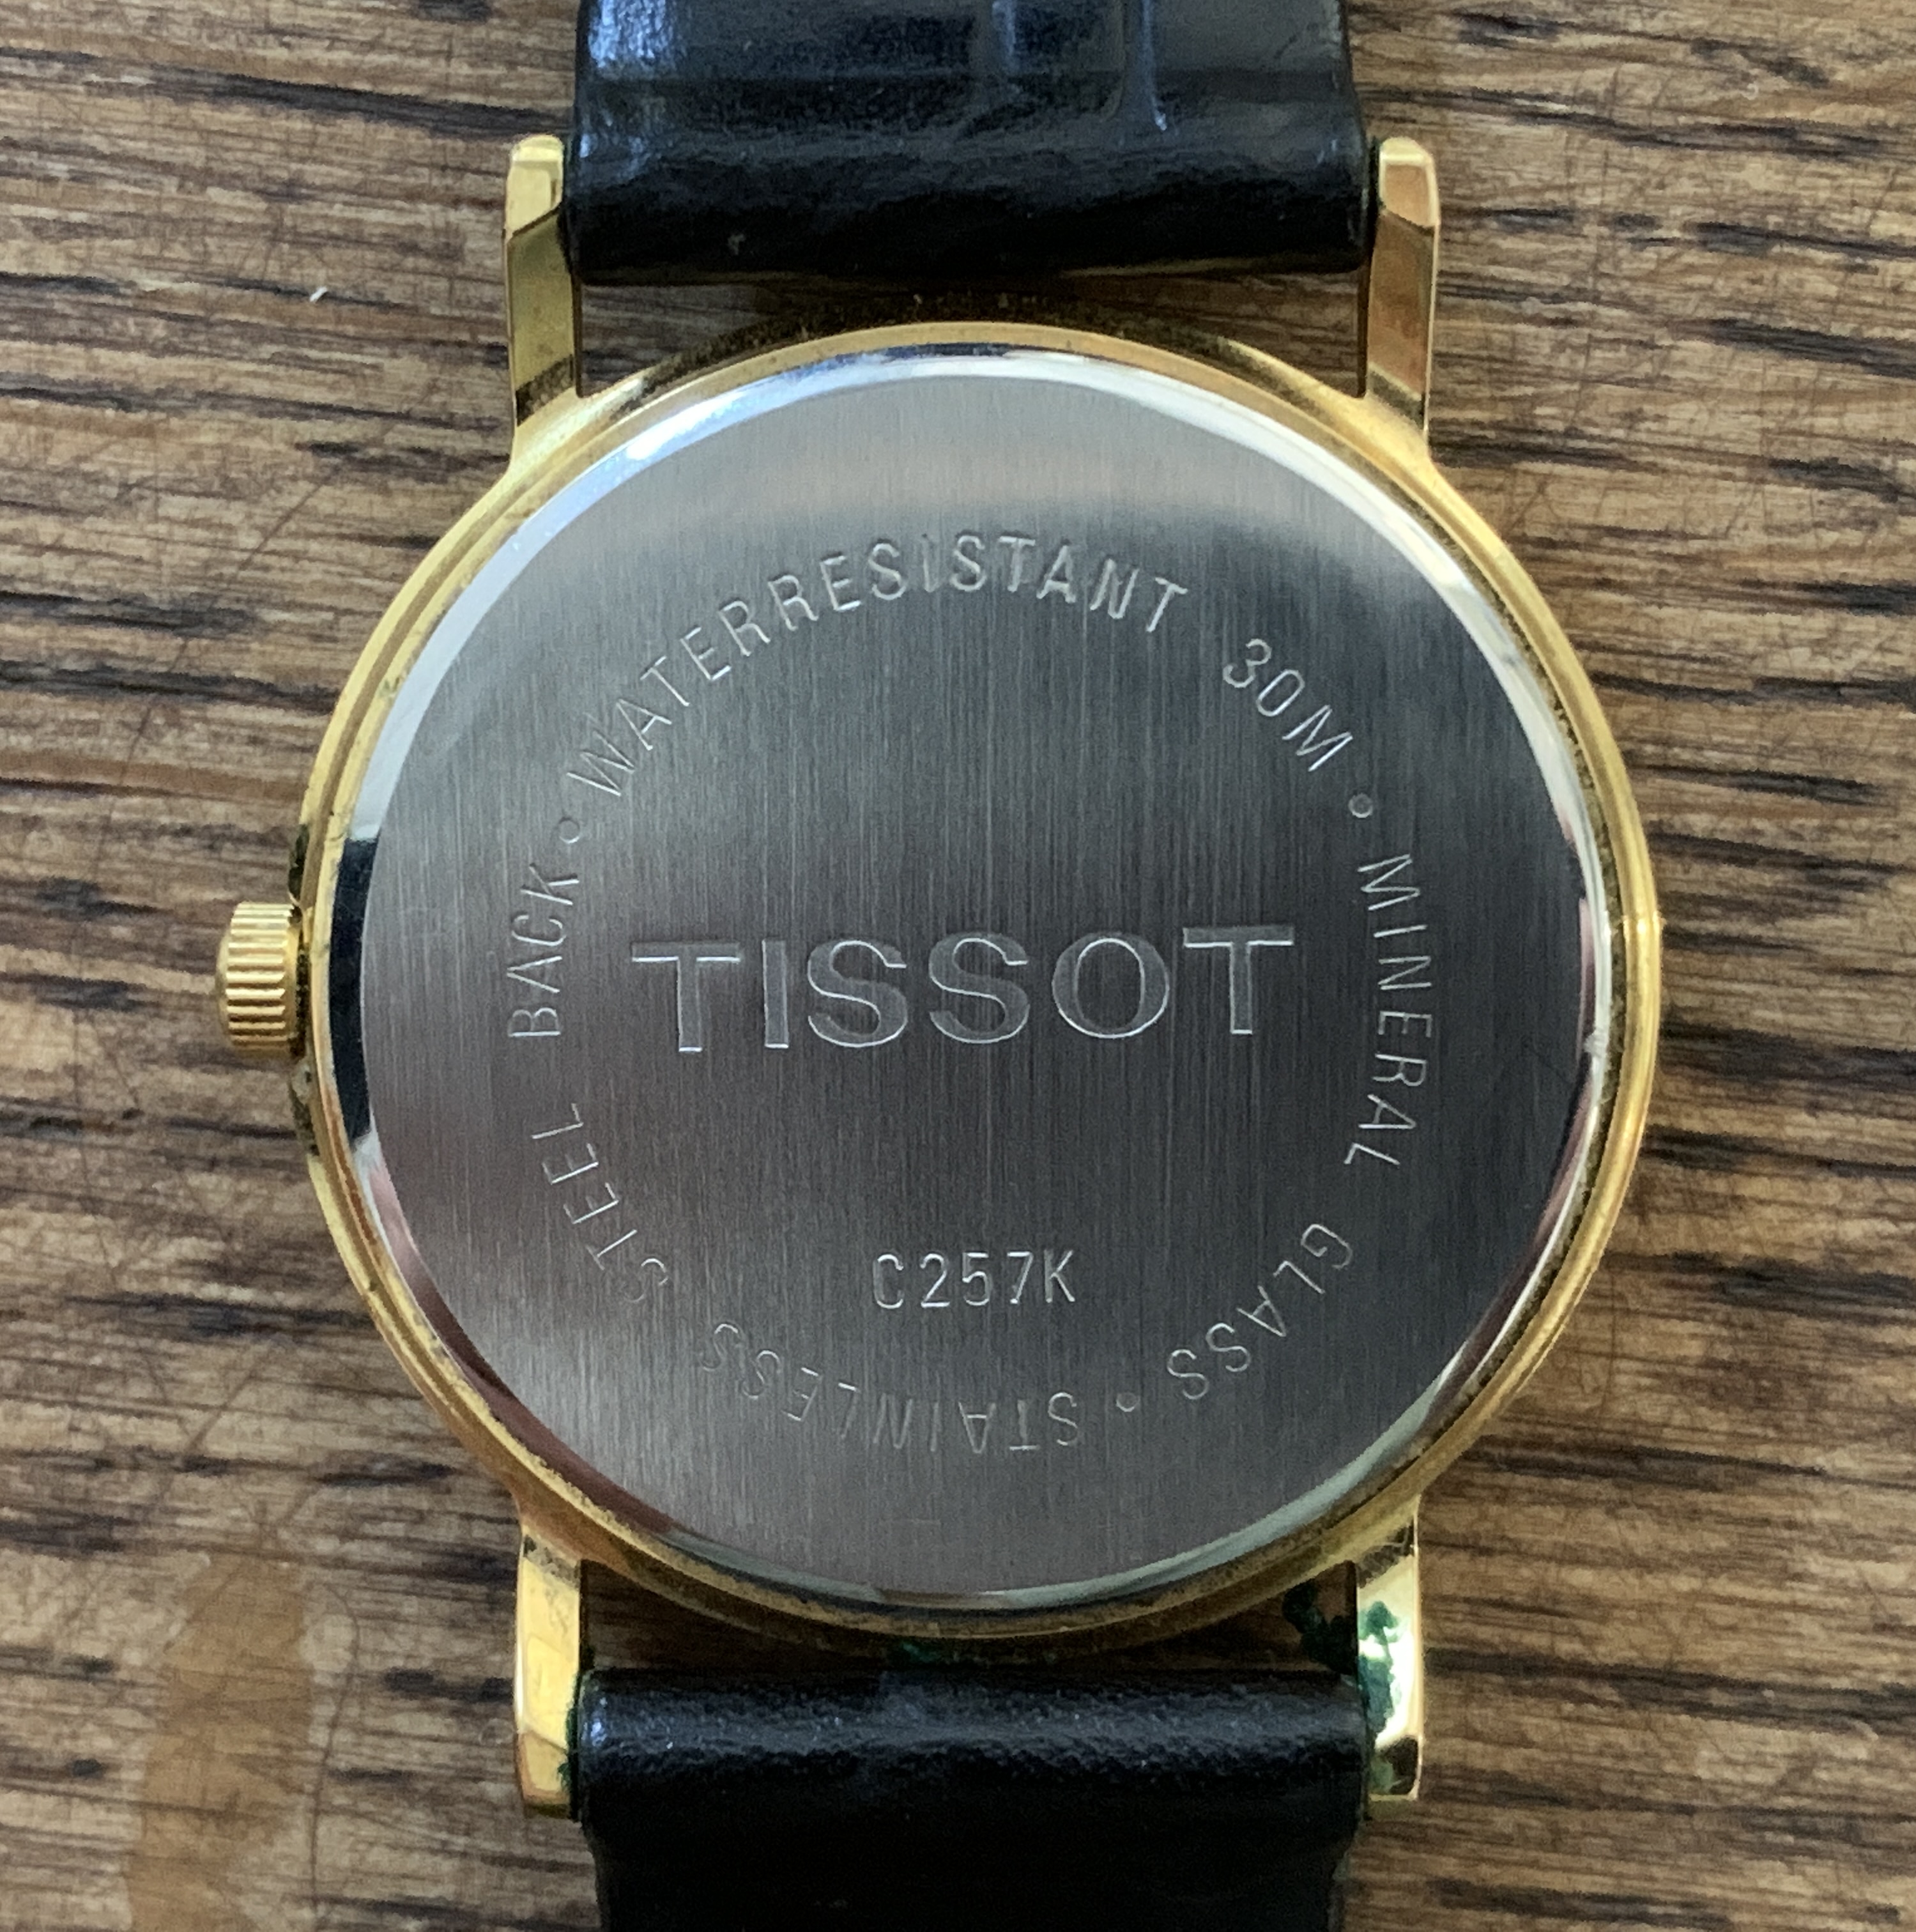 WATERRESISTANT 30M • MINERAL GLASS • STAINLESS STEEL BACK •
TISSOT
C257K